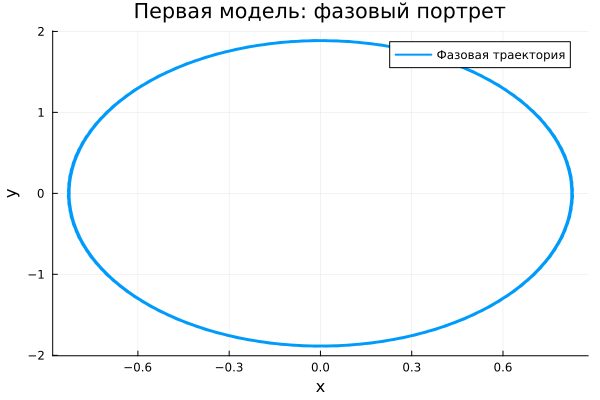 Первая модель: фазовый портрет
Фазовая траектория
y
2
1
0
−1
−2
−0.6
−0.3
0.0
0.3
0.6
x